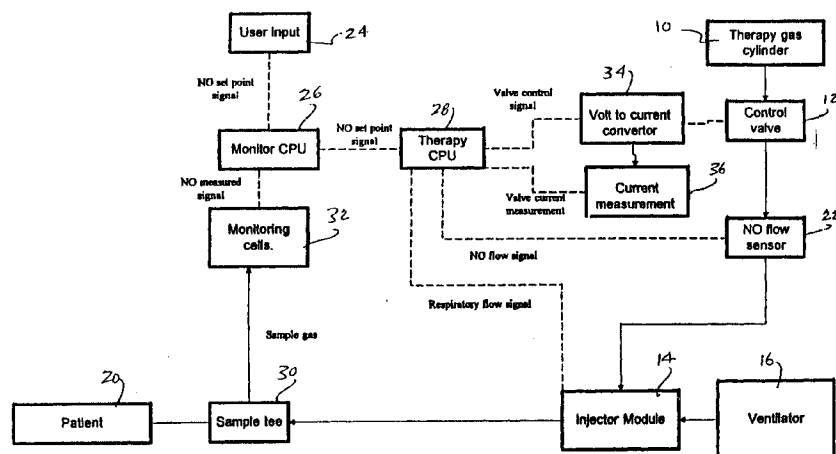 User Input
24
10
Therapy gas
cylinder
NO set point
signal
26
34
Valve control
signal
28
Volt to current
convertor
12
Control
valve
Monitor CPU
NO set point
signal
Therapy
CPU
36
NO measured
signal
Valve current
measurement
Current
measurement
32
22
Monitoring
cells.
NO flow
sensor
NO flow signal
Respiratory flow signal
Sample gas
20
30
14
16
Patient
Sample tee
Injector Module
Ventilator